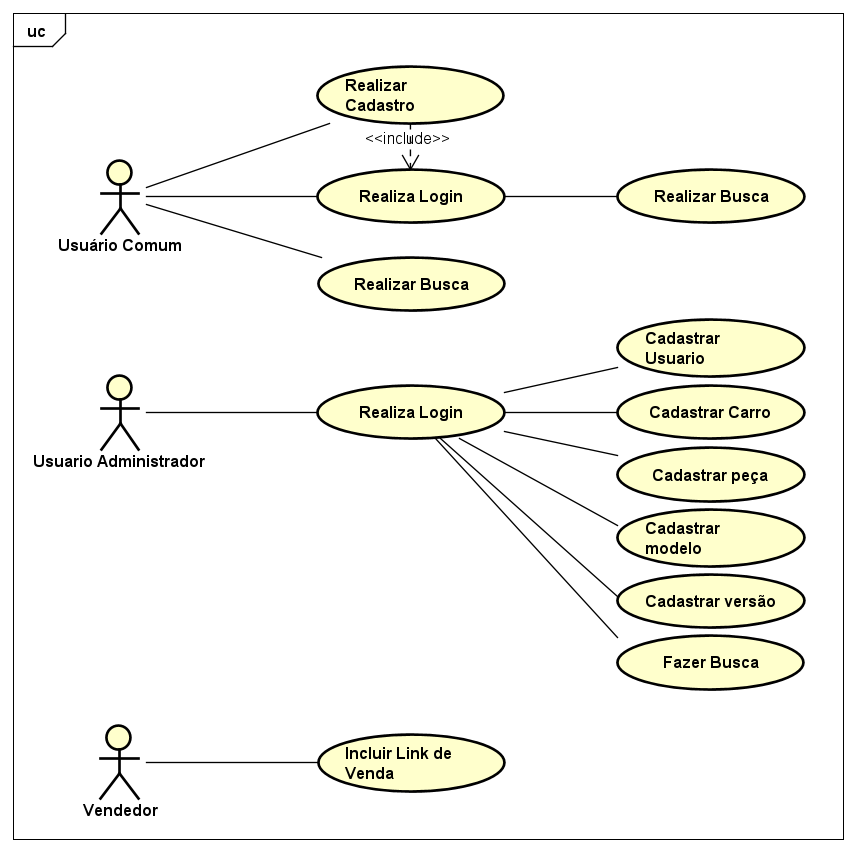 uc
Realizar
Cadastro
<<include>>
Realiza Login
Realizar Busca
Usuário Comum
Realizar Busca
Cadastrar
Usuario
Realiza Login
Cadastrar Carro
Usuario Administrador
Cadastrar peça
Cadastrar
modelo
Cadastrar versão
Fazer Busca
Incluir Link de
Venda
Vendedor